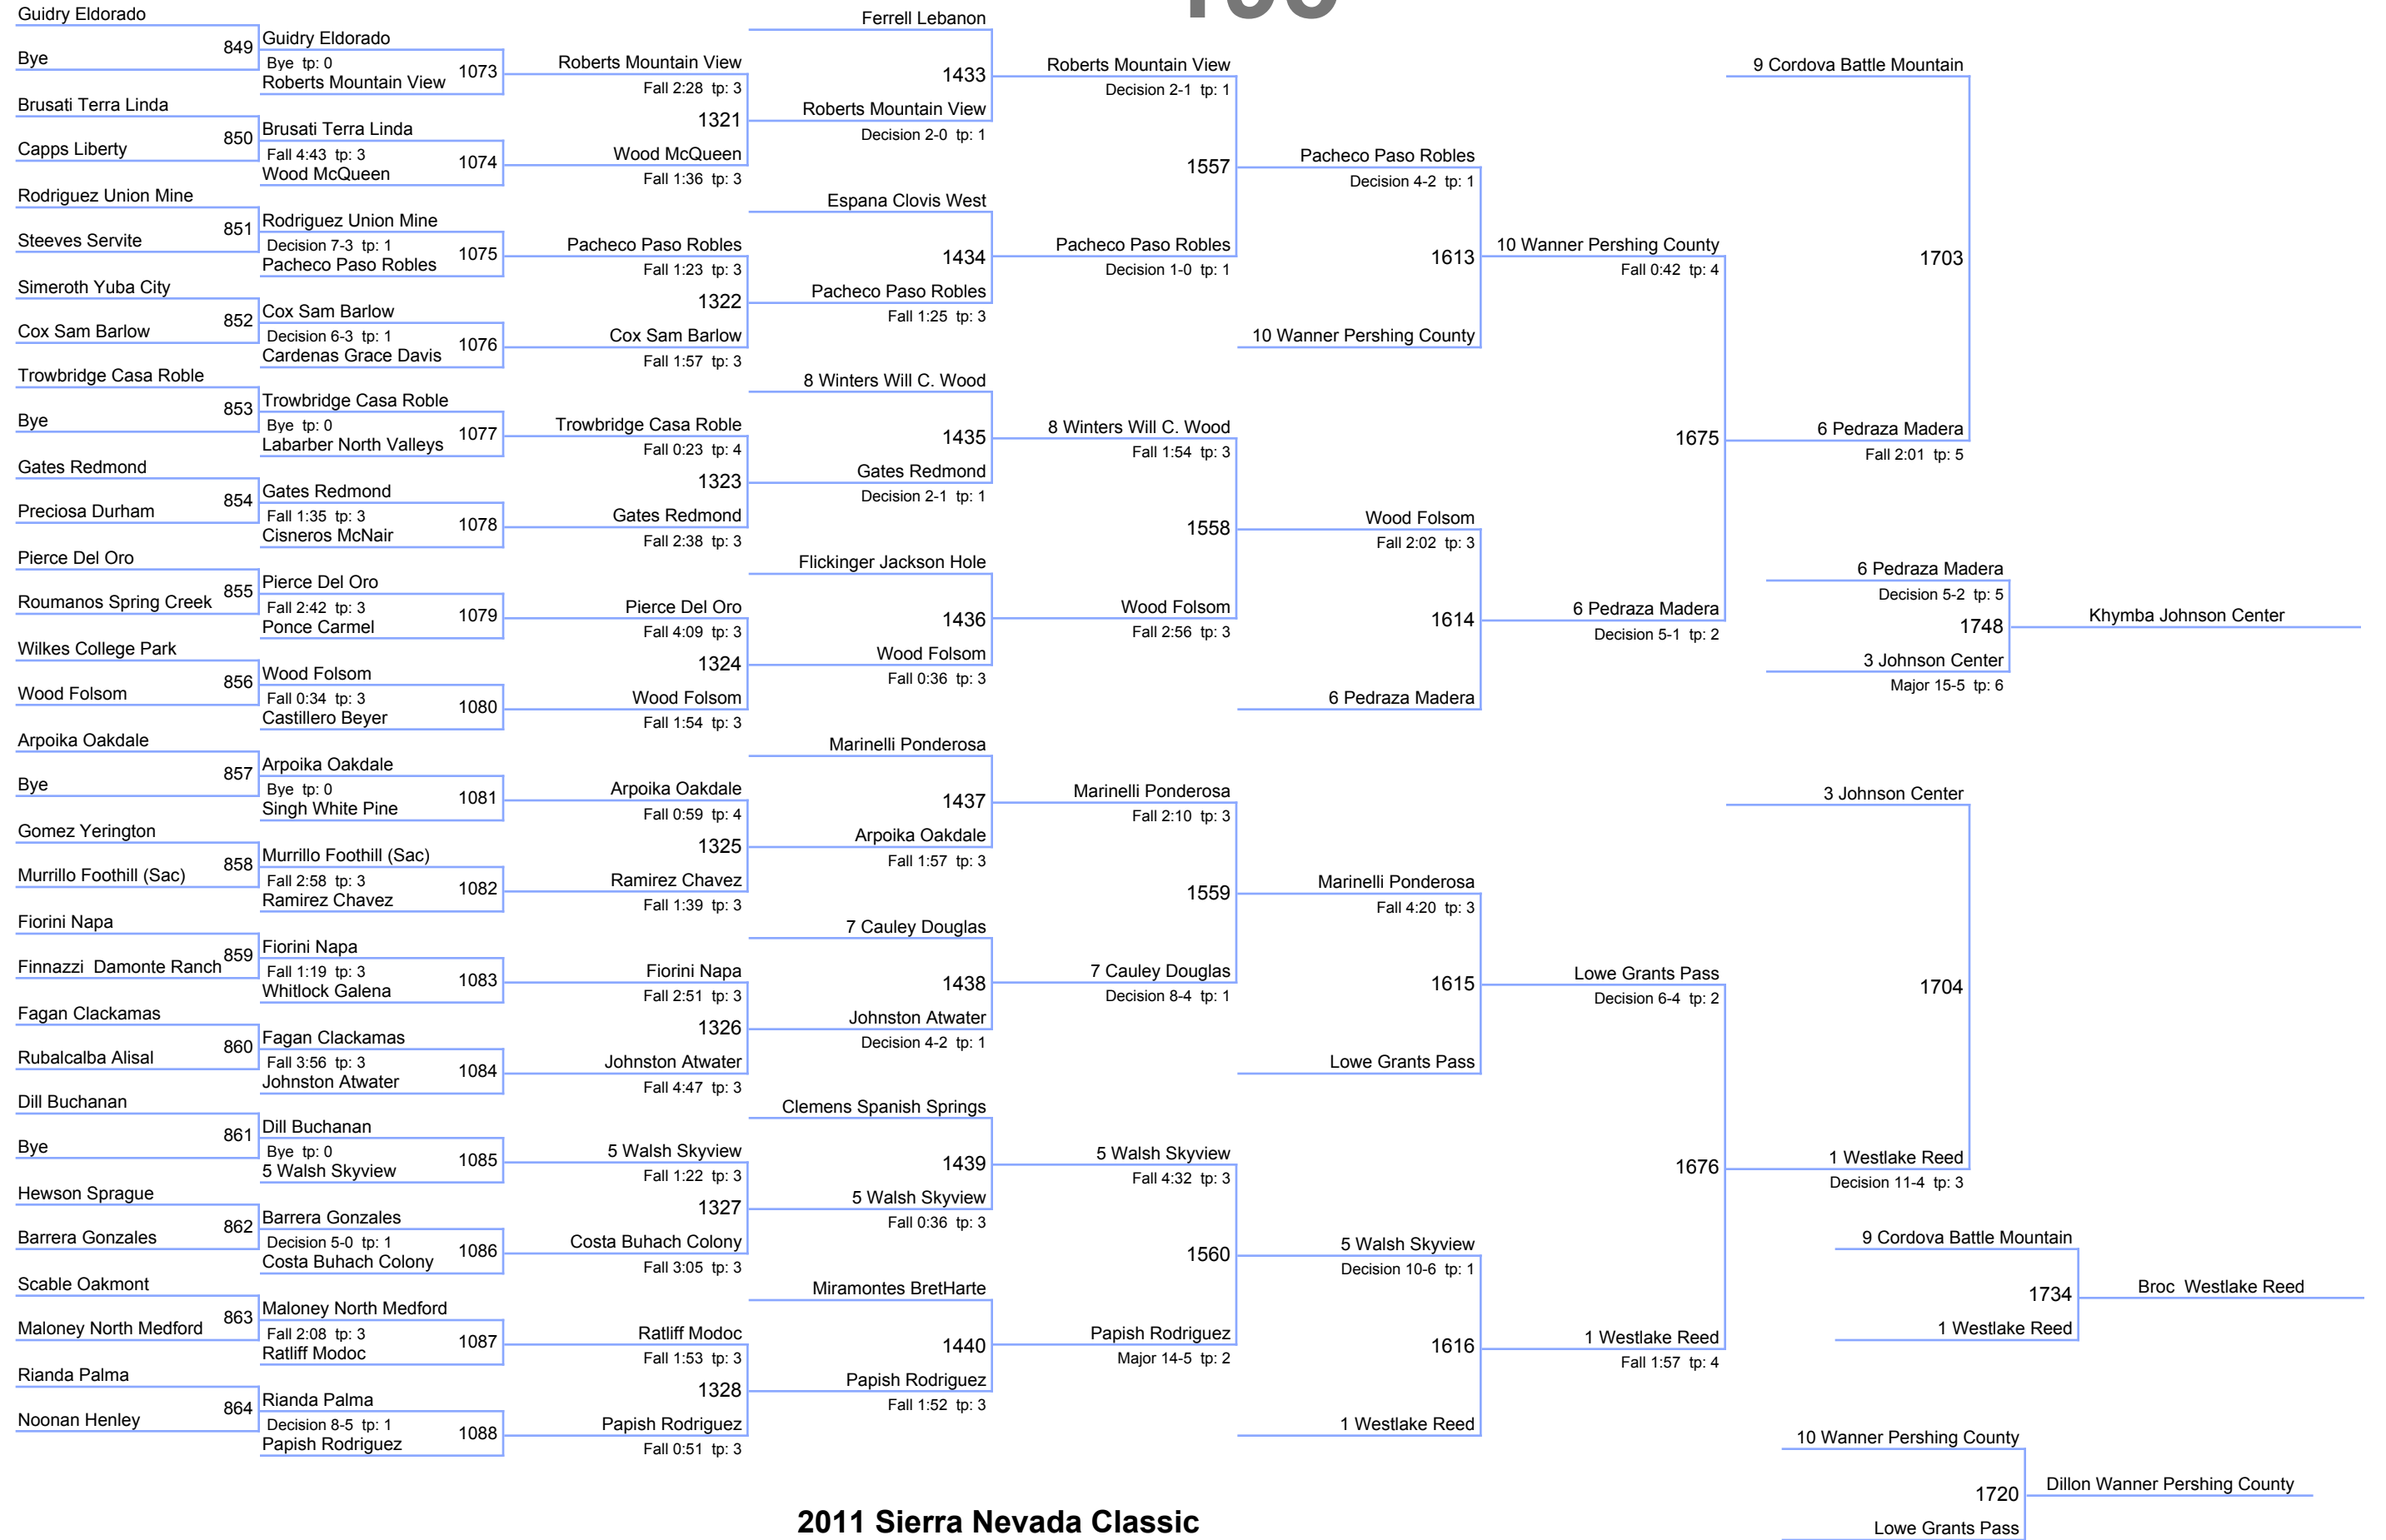 Guidry Eldorado
849
Bye
Brusati Terra Linda
850
Capps Liberty
Rodriguez Union Mine
851
Steeves Servite
Simeroth Yuba City
852
Cox Sam Barlow
Trowbridge Casa Roble
853
Bye
Gates Redmond
854
Preciosa Durham
Pierce Del Oro
855
Roumanos Spring Creek
Wilkes College Park
856
Wood Folsom
Arpoika Oakdale
857
Bye
Gomez Yerington
858
Murrillo Foothill (Sac)
Fiorini Napa
859
Finnazzi  Damonte Ranch
Fagan Clackamas
860
Rubalcalba Alisal
Dill Buchanan
861
Bye
Hewson Sprague
862
Barrera Gonzales
Scable Oakmont
863
Maloney North Medford
Rianda Palma
864
Noonan Henley
Guidry Eldorado
Bye  tp: 0
1073
Roberts Mountain View
Brusati Terra Linda
Fall 4:43  tp: 3
1074
Wood McQueen
Rodriguez Union Mine
Decision 7-3  tp: 1
1075
Pacheco Paso Robles
Cox Sam Barlow
Decision 6-3  tp: 1
1076
Cardenas Grace Davis
Trowbridge Casa Roble
Bye  tp: 0
1077
Labarber North Valleys
Gates Redmond
Fall 1:35  tp: 3
1078
Cisneros McNair
Pierce Del Oro
Fall 2:42  tp: 3
1079
Ponce Carmel
Wood Folsom
Fall 0:34  tp: 3
1080
Castillero Beyer
Arpoika Oakdale
Bye  tp: 0
1081
Singh White Pine
Murrillo Foothill (Sac)
Fall 2:58  tp: 3
1082
Ramirez Chavez
Fiorini Napa
Fall 1:19  tp: 3
1083
Whitlock Galena
Fagan Clackamas
Fall 3:56  tp: 3
1084
Johnston Atwater
Dill Buchanan
Bye  tp: 0
1085
5 Walsh Skyview
Barrera Gonzales
Decision 5-0  tp: 1
1086
Costa Buhach Colony
Maloney North Medford
Fall 2:08  tp: 3
1087
Ratliff Modoc
Rianda Palma
Decision 8-5  tp: 1
1088
Papish Rodriguez
Roberts Mountain View
Fall 2:28  tp: 3
1321
Wood McQueen
Fall 1:36  tp: 3
Pacheco Paso Robles
Fall 1:23  tp: 3
1322
Cox Sam Barlow
Fall 1:57  tp: 3
Trowbridge Casa Roble
Fall 0:23  tp: 4
1323
Gates Redmond
Fall 2:38  tp: 3
Pierce Del Oro
Fall 4:09  tp: 3
1324
Wood Folsom
Fall 1:54  tp: 3
Arpoika Oakdale
Fall 0:59  tp: 4
1325
Ramirez Chavez
Fall 1:39  tp: 3
Fiorini Napa
Fall 2:51  tp: 3
1326
Johnston Atwater
Fall 4:47  tp: 3
5 Walsh Skyview
Fall 1:22  tp: 3
1327
Costa Buhach Colony
Fall 3:05  tp: 3
Ratliff Modoc
Fall 1:53  tp: 3
1328
Papish Rodriguez
Fall 0:51  tp: 3
Ferrell Lebanon
1433
Roberts Mountain View
Decision 2-0  tp: 1
Espana Clovis West
1434
Pacheco Paso Robles
Fall 1:25  tp: 3
8 Winters Will C. Wood
1435
Gates Redmond
Decision 2-1  tp: 1
Flickinger Jackson Hole
1436
Wood Folsom
Fall 0:36  tp: 3
Marinelli Ponderosa
1437
Arpoika Oakdale
Fall 1:57  tp: 3
7 Cauley Douglas
1438
Johnston Atwater
Decision 4-2  tp: 1
Clemens Spanish Springs
1439
5 Walsh Skyview
Fall 0:36  tp: 3
Miramontes BretHarte
1440
Papish Rodriguez
Fall 1:52  tp: 3
Roberts Mountain View
Decision 2-1  tp: 1
1557
Pacheco Paso Robles
Decision 1-0  tp: 1
8 Winters Will C. Wood
Fall 1:54  tp: 3
1558
Wood Folsom
Fall 2:56  tp: 3
Marinelli Ponderosa
Fall 2:10  tp: 3
1559
7 Cauley Douglas
Decision 8-4  tp: 1
5 Walsh Skyview
Fall 4:32  tp: 3
1560
Papish Rodriguez
Major 14-5  tp: 2
Pacheco Paso Robles
Decision 4-2  tp: 1
1613
10 Wanner Pershing County
Wood Folsom
Fall 2:02  tp: 3
1614
6 Pedraza Madera
Marinelli Ponderosa
Fall 4:20  tp: 3
1615
Lowe Grants Pass
5 Walsh Skyview
Decision 10-6  tp: 1
1616
1 Westlake Reed
10 Wanner Pershing County
Fall 0:42  tp: 4
1675
6 Pedraza Madera
Decision 5-1  tp: 2
Lowe Grants Pass
Decision 6-4  tp: 2
1676
1 Westlake Reed
Fall 1:57  tp: 4
9 Cordova Battle Mountain
1703
6 Pedraza Madera
Fall 2:01  tp: 5
6 Pedraza Madera
Decision 5-2  tp: 5
1748
Khymba Johnson Center
3 Johnson Center
Major 15-5  tp: 6
3 Johnson Center
1704
1 Westlake Reed
Decision 11-4  tp: 3
9 Cordova Battle Mountain
1734
Broc  Westlake Reed
1 Westlake Reed
10 Wanner Pershing County
1720
Dillon Wanner Pershing County
Lowe Grants Pass
2011 Sierra Nevada Classic